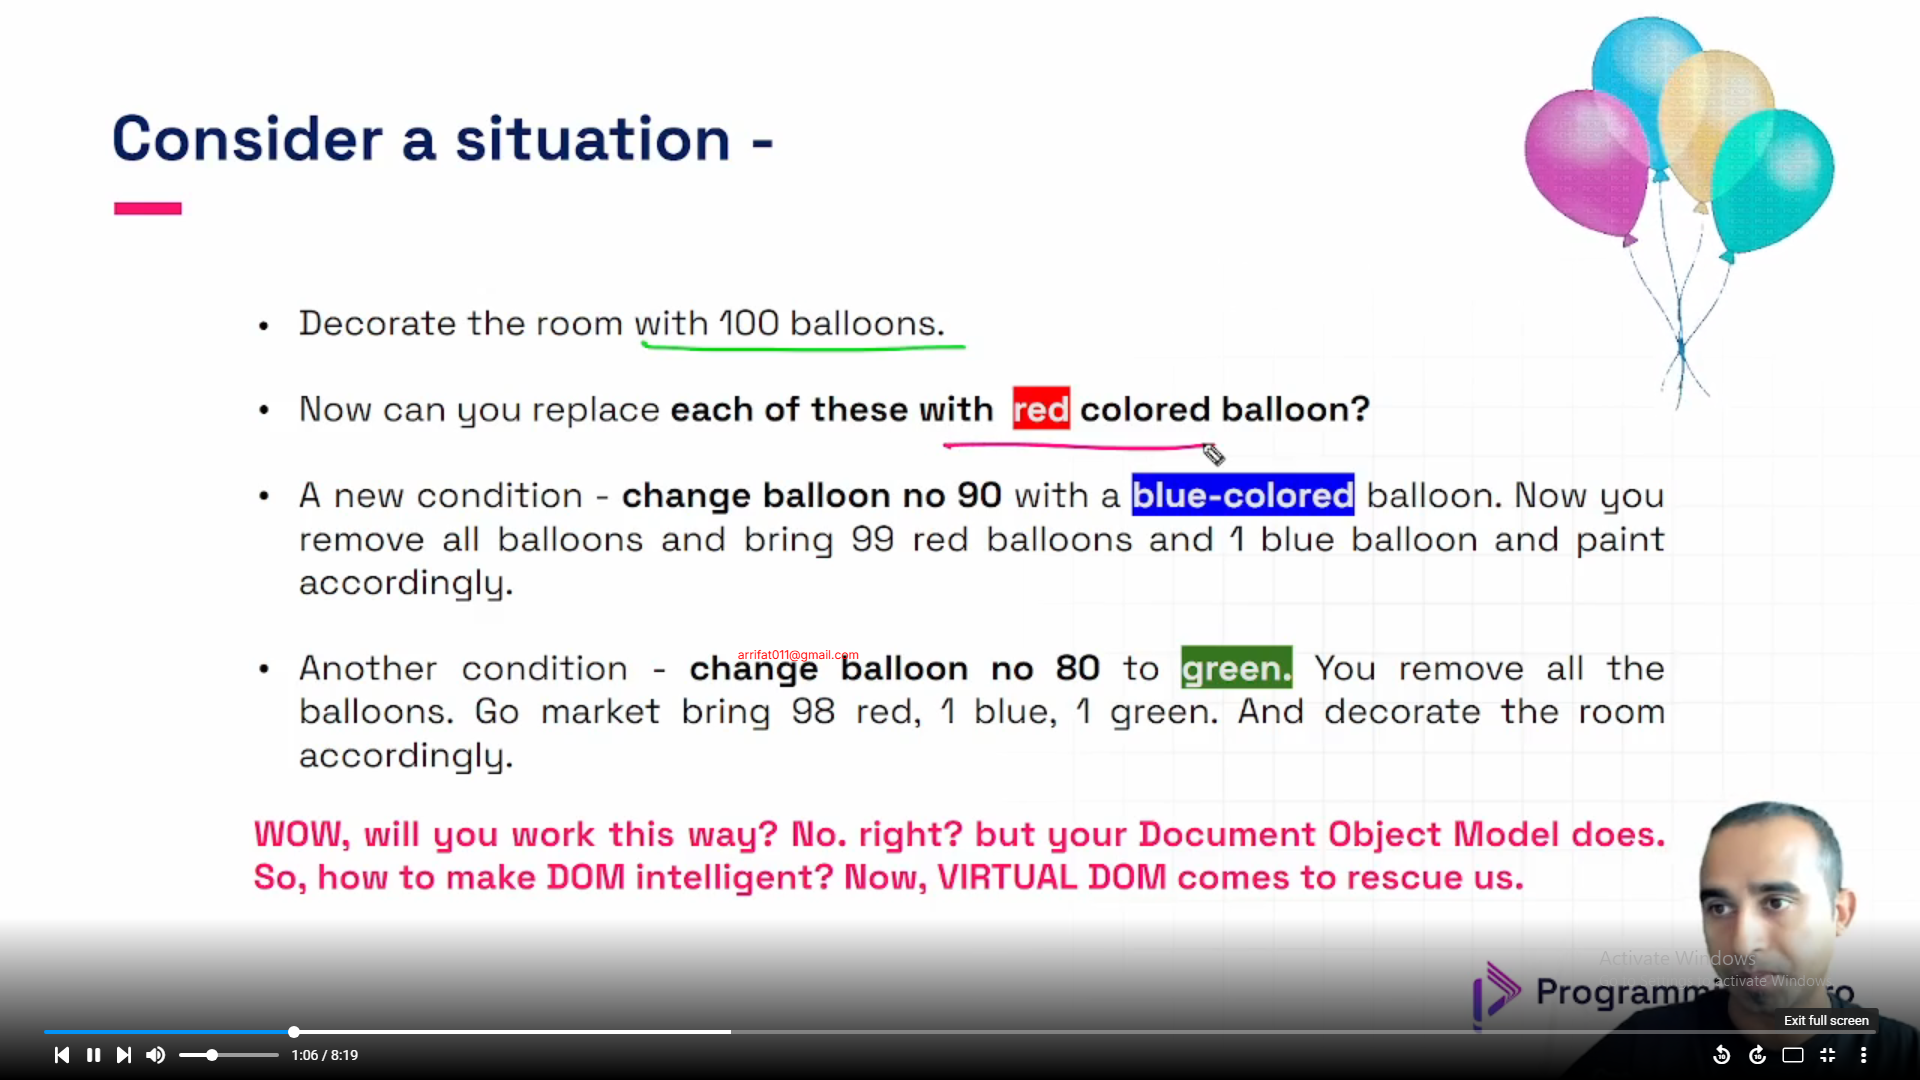 Consider a situation -
• Decorate the room with 100 balloons.
• Now can you replace each of these with red colored balloon?
• A new condition - change balloon no 90 with a blue-colored balloon. Now you
remove all balloons and bring 99 red balloons and 1 blue balloon and paint
accordingly.
arrifat011@gmail.com
• Another condition - change balloon no 80 to green. You remove all the
balloons. Go market bring 98 red, 1 blue, 1 green. And decorate the room
accordingly.
WOW, will you work this way? No. right? but your Document Object Model does.
So, how to make DOM intelligent? Now, VIRTUAL DOM comes to rescue us.
Activate Windows
activate Windows
Exit full screen
1:06 / 8:19
10
10